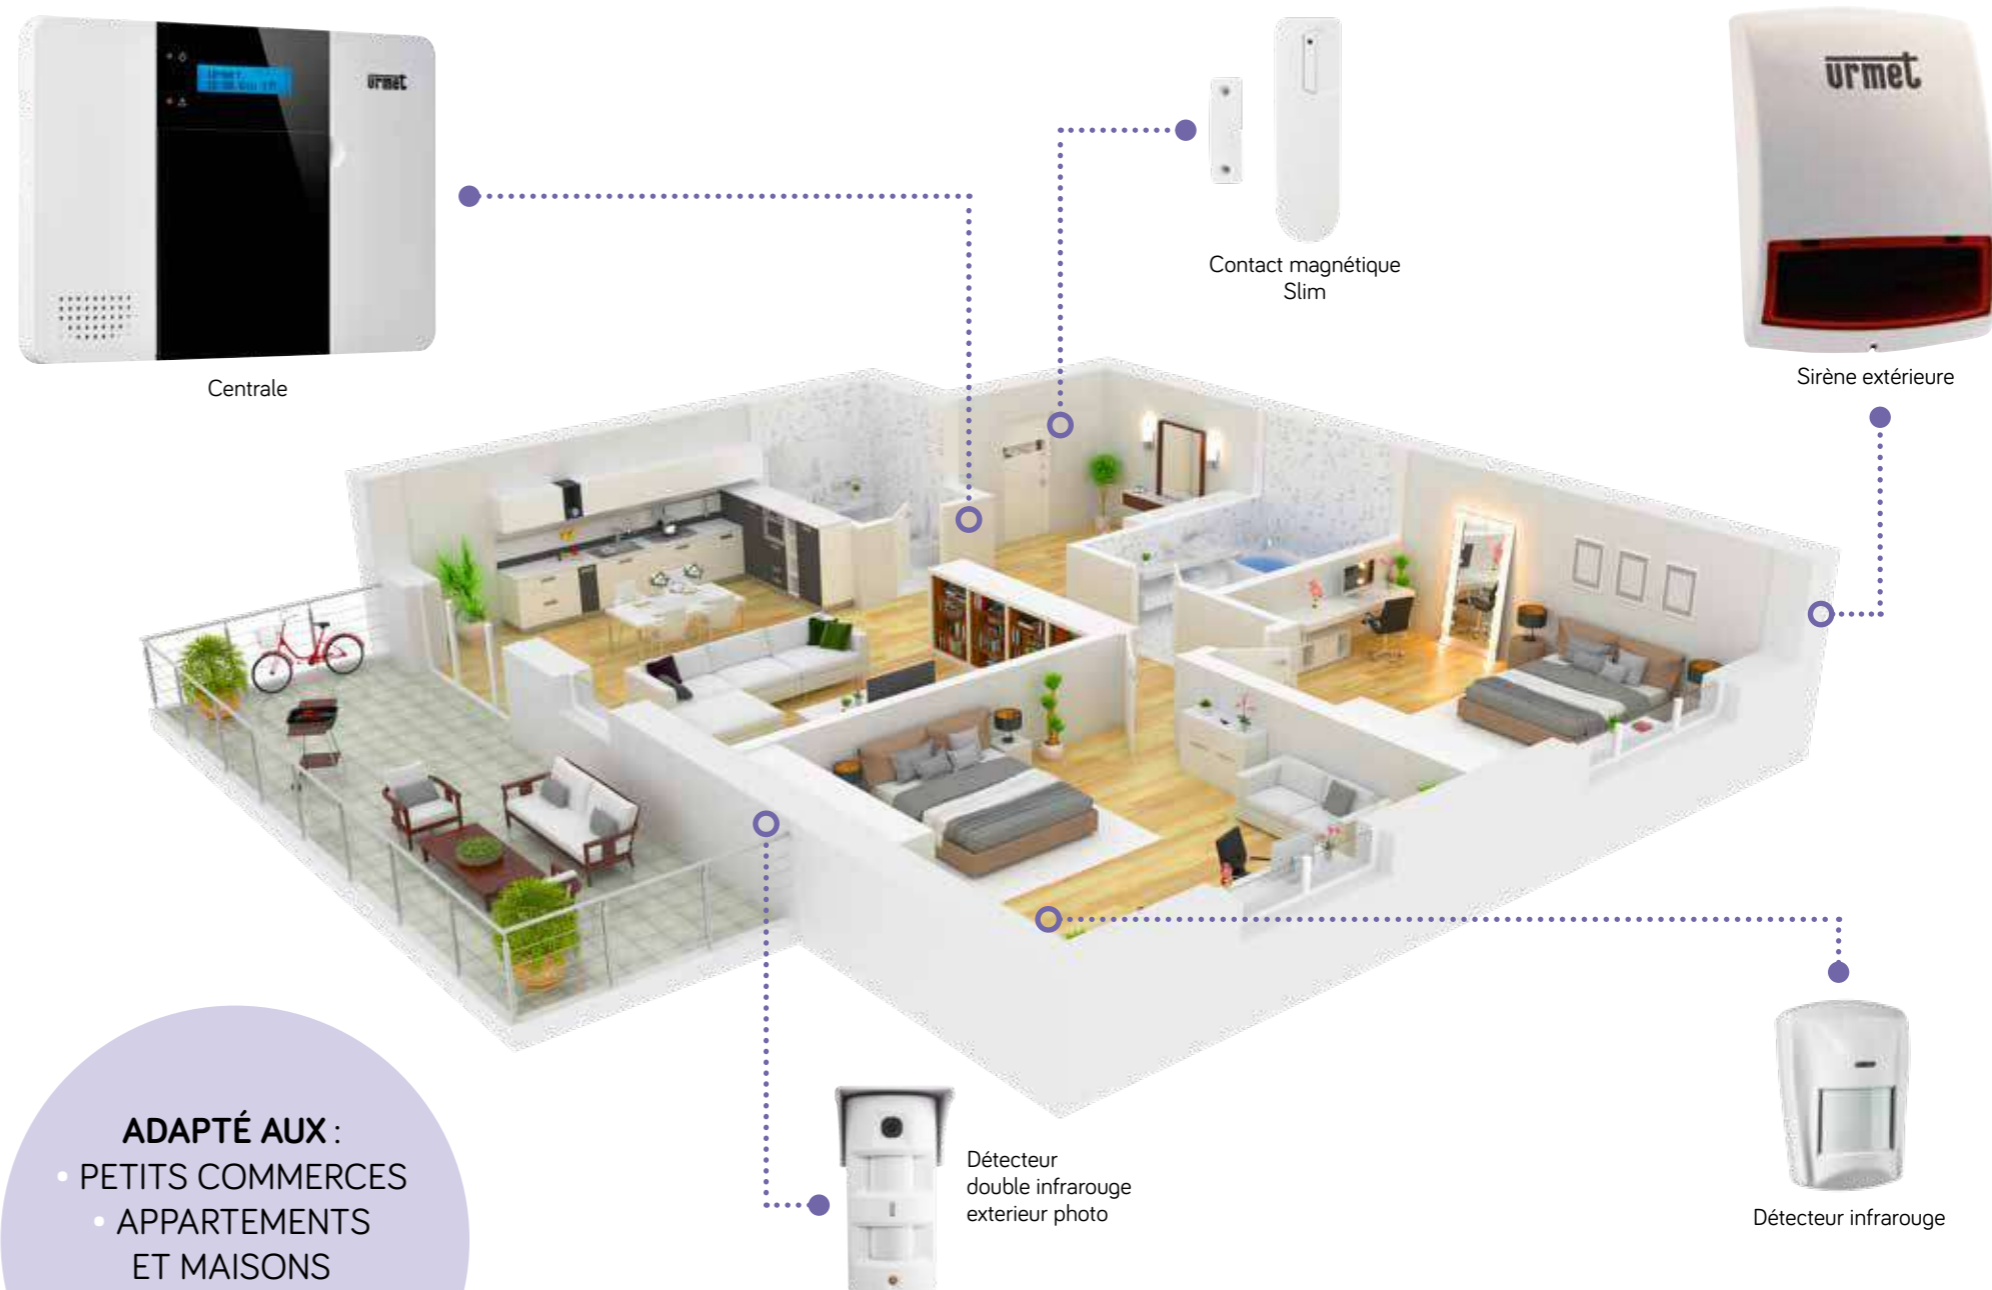 urmet
urmet
Centrale
Contact magnétique
Slim
Sirène extérieure
ADAPTÉ AUX :
• PETITS COMMERCES
• APPARTEMENTS
ET MAISONS
Détecteur
double infrarouge
exterieur photo
Détecteur infrarouge